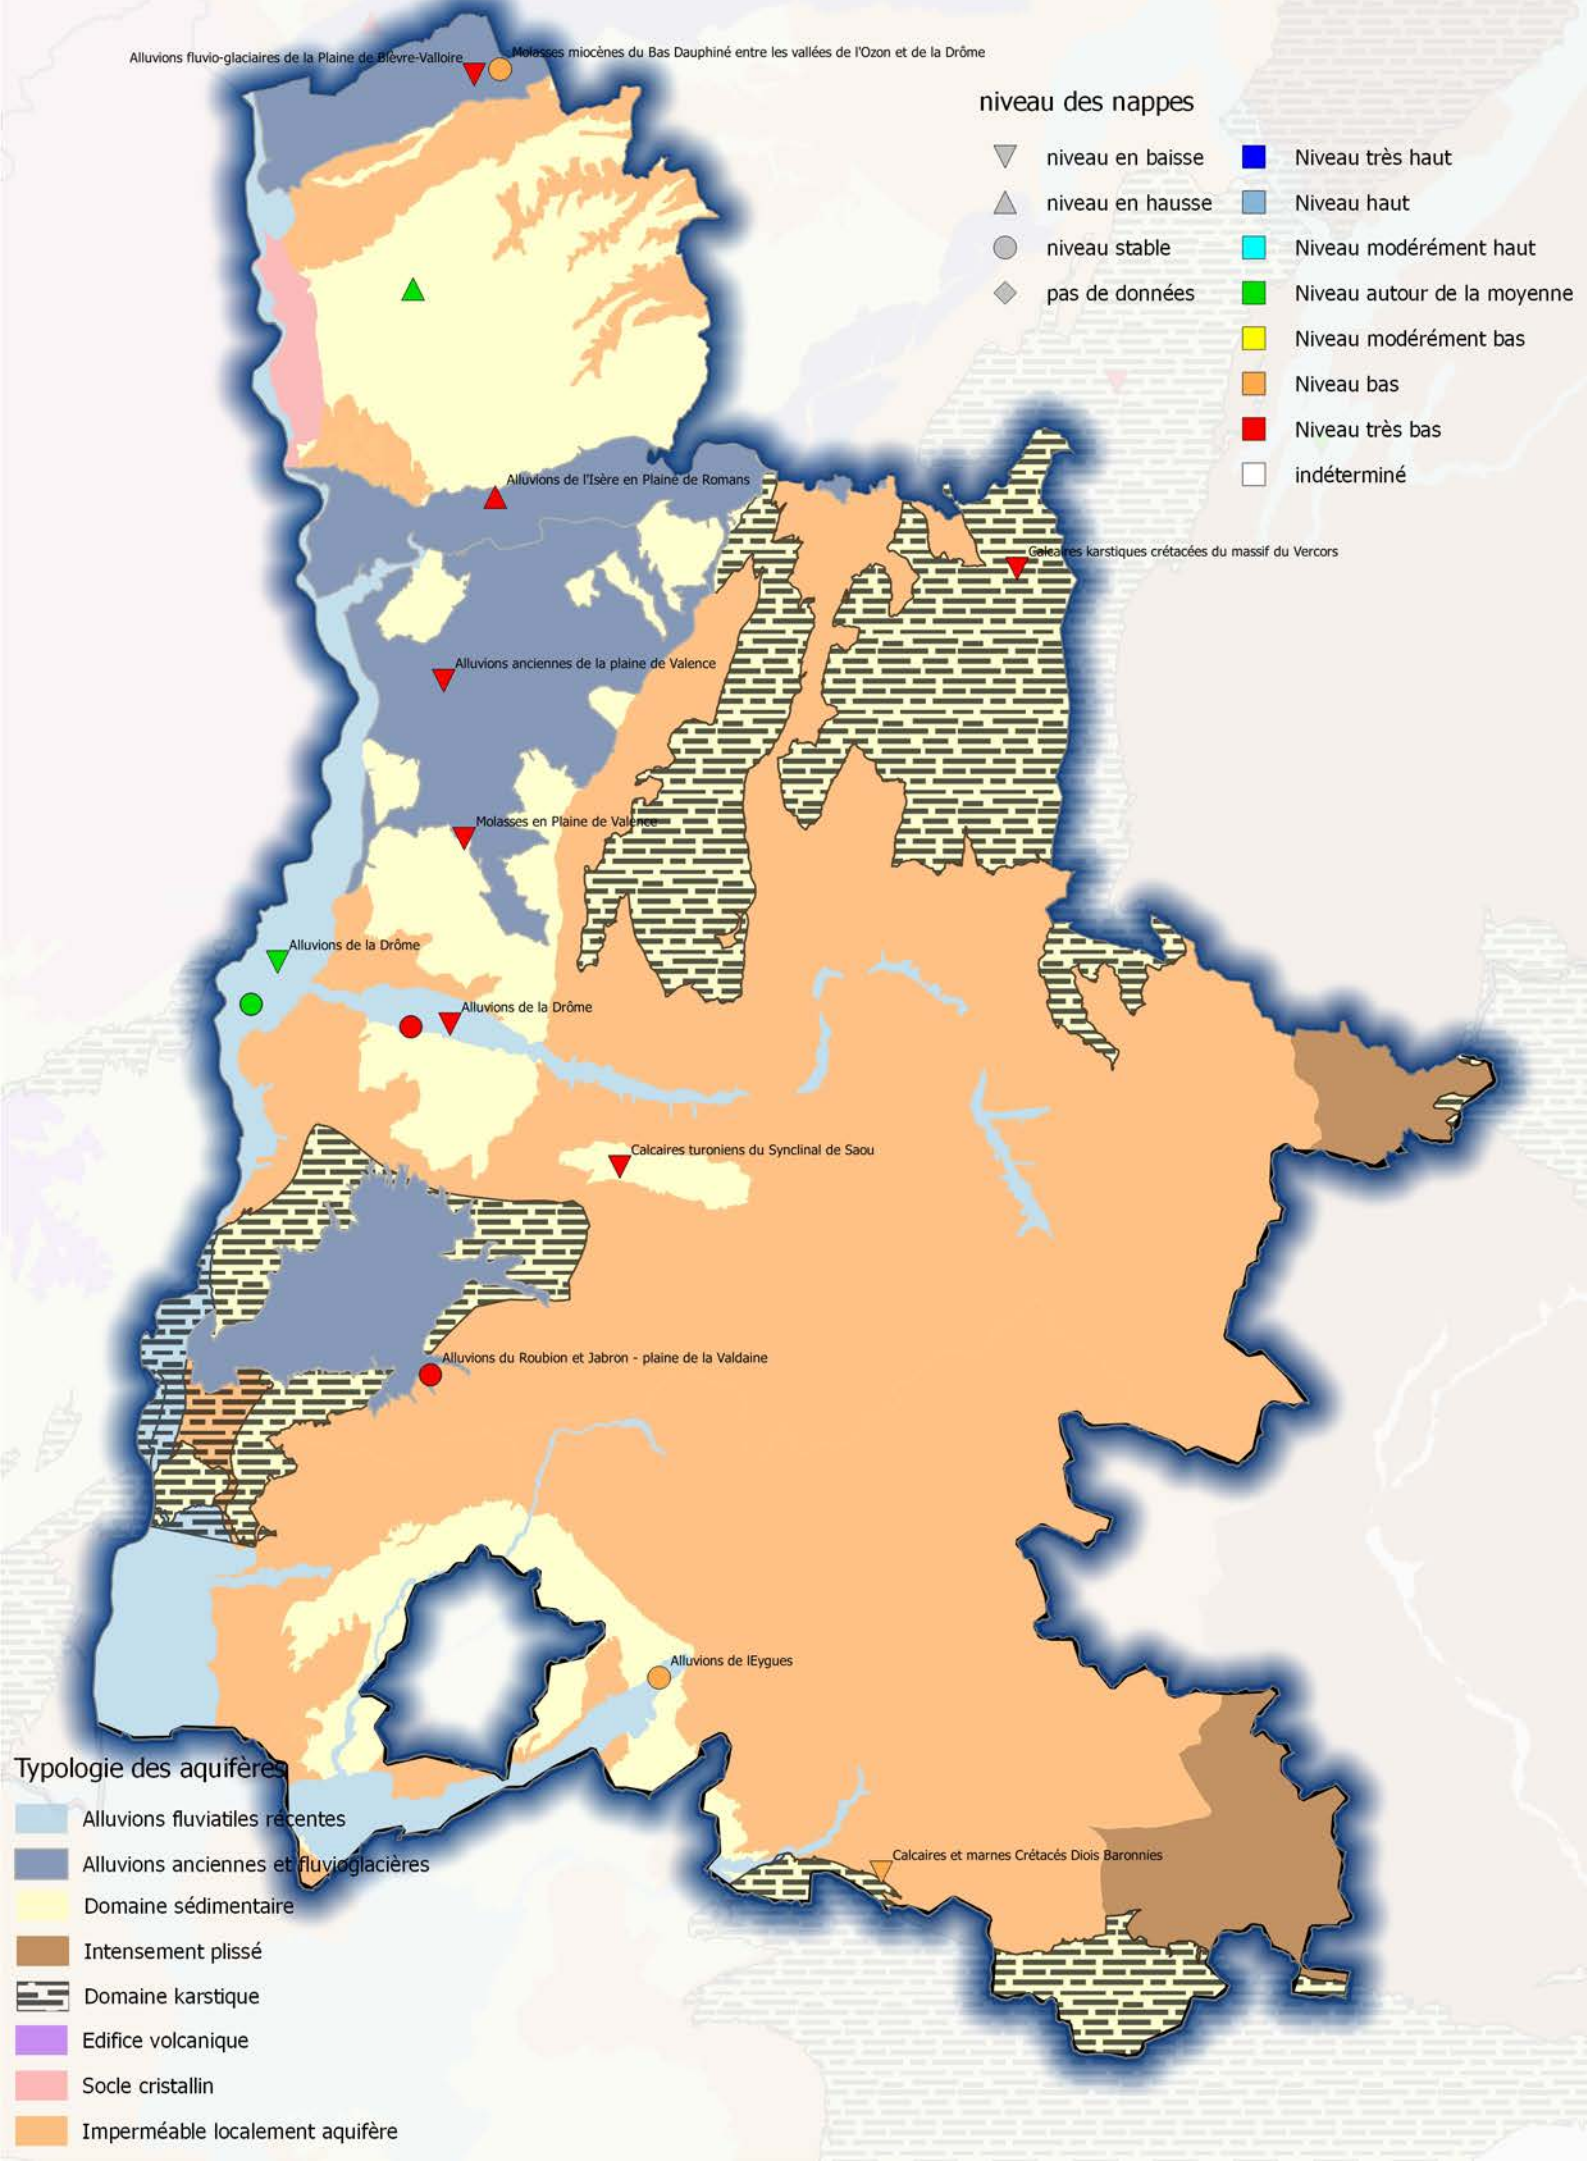 Molasses miocènes du Bas Dauphiné entre les vallées de l'Ozon et de la Drôme
Alluvions fluvio-glaciaires de la Plaine de Bièvre-Valloire
niveau des nappes
niveau en baisse
Niveau très haut
niveau en hausse
Niveau haut
niveau stable
Niveau modérément haut
pas de données
Niveau autour de la moyenne
Niveau modérément bas
Niveau bas
Niveau très bas
indéterminé
Alluvions de l'Isère en Plaine de Romans
Calcaires karstiques crétacées du massif du Vercors
Alluvions anciennes de la plaine de Valence
Molasses en Plaine de Valence
Alluvions de la Drôme
Alluvions de la Drôme
Calcaires turoniens du Synclinal de Saou
Alluvions du Roubion et Jabron - plaine de la Valdaine
Alluvions de lEygues
Calcaires et marnes Crétacés Diois Baronnies
Typologie des aquifères
Alluvions fluviatiles récentes
Alluvions anciennes et fluvioglacières
Domaine sédimentaire
Intensement plissé
Domaine karstique
Edifice volcanique
Socle cristallin
Imperméable localement aquifère